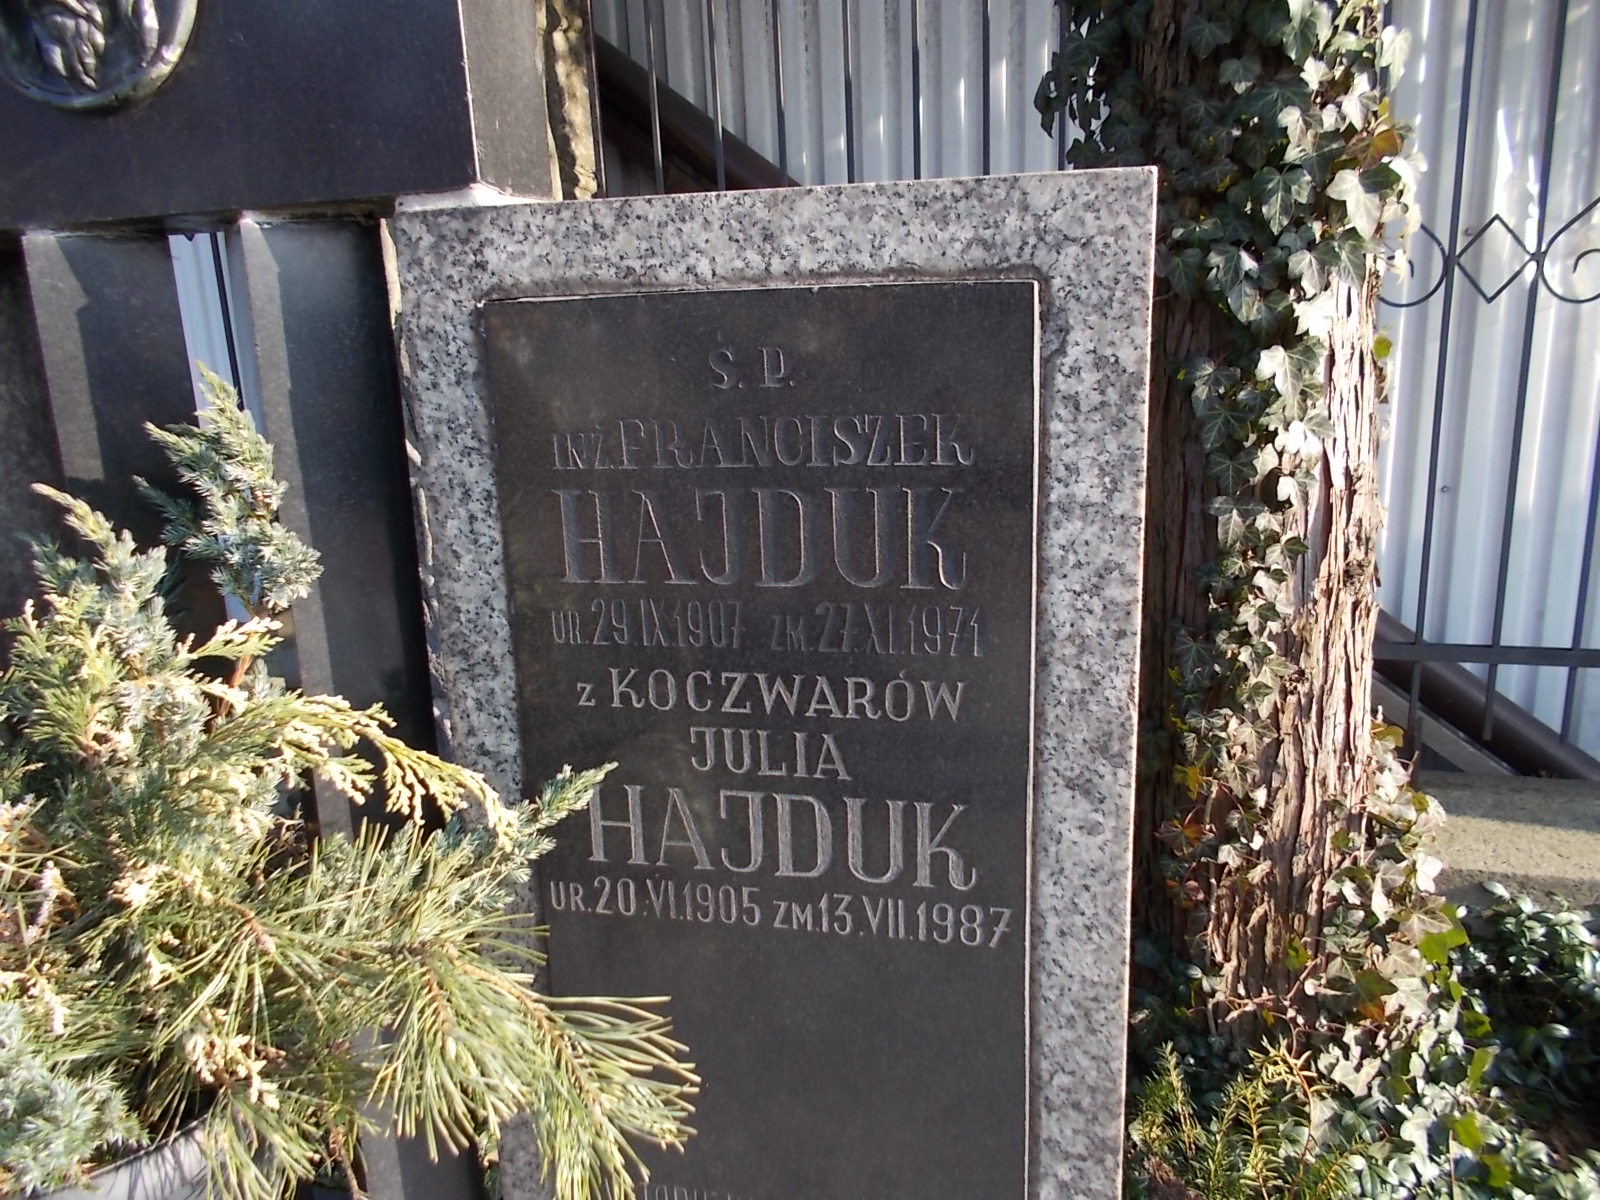 Ś. P.
INŻ. FRANCISZEK
HAJDUK
UR. 29.IX.1907 ZM. 27.XI.1971
Z KOCZWARÓW
JULIA
HAJDUK
UR. 20.VI.1905 ZM. 13.VII.1987